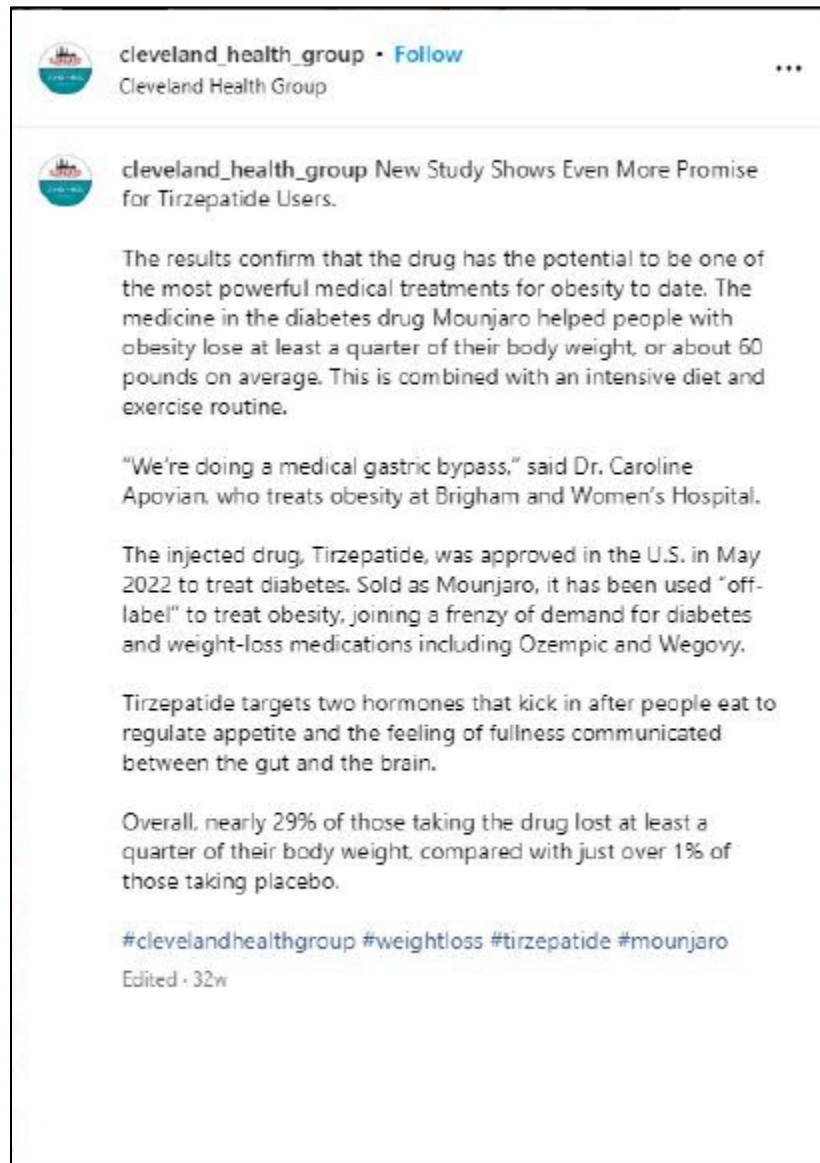 cleveland_health_group • Follow
Cleveland Health Group
...
cleveland_health_group New Study Shows Even More Promise
for Tirzepatide Users.
The results confirm that the drug has the potential to be one of
the most powerful medical treatments for obesity to date. The
medicine in the diabetes drug Mounjaro helped people with
obesity lose at least a quarter of their body weight, or about 60
pounds on average. This is combined with an intensive diet and
exercise routine.
“We’re doing a medical gastric bypass,” said Dr. Caroline
Apovian, who treats obesity at Brigham and Women’s Hospital.
The injected drug, Tirzepatide, was approved in the U.S. in May
2022 to treat diabetes. Sold as Mounjaro, it has been used “off-
label” to treat obesity, joining a frenzy of demand for diabetes
and weight-loss medications including Ozempic and Wegovy.
Tirzepatide targets two hormones that kick in after people eat to
regulate appetite and the feeling of fullness communicated
between the gut and the brain.
Overall, nearly 29% of those taking the drug lost at least a
quarter of their body weight, compared with just over 1% of
those taking placebo.
#clevelandhealthgroup #weightloss #tirzepatide #mounjaro
Edited · 32w